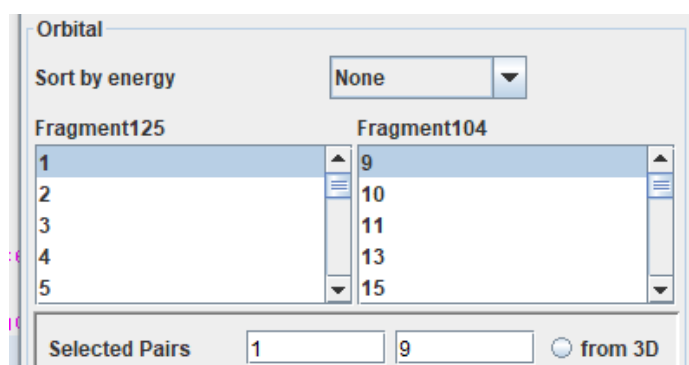 Orbital
Sort by energy None
Fragment125 Fragment104
1 9
2 10
3 11
4 13
5 15
Selected Pairs 1 9 from 3D